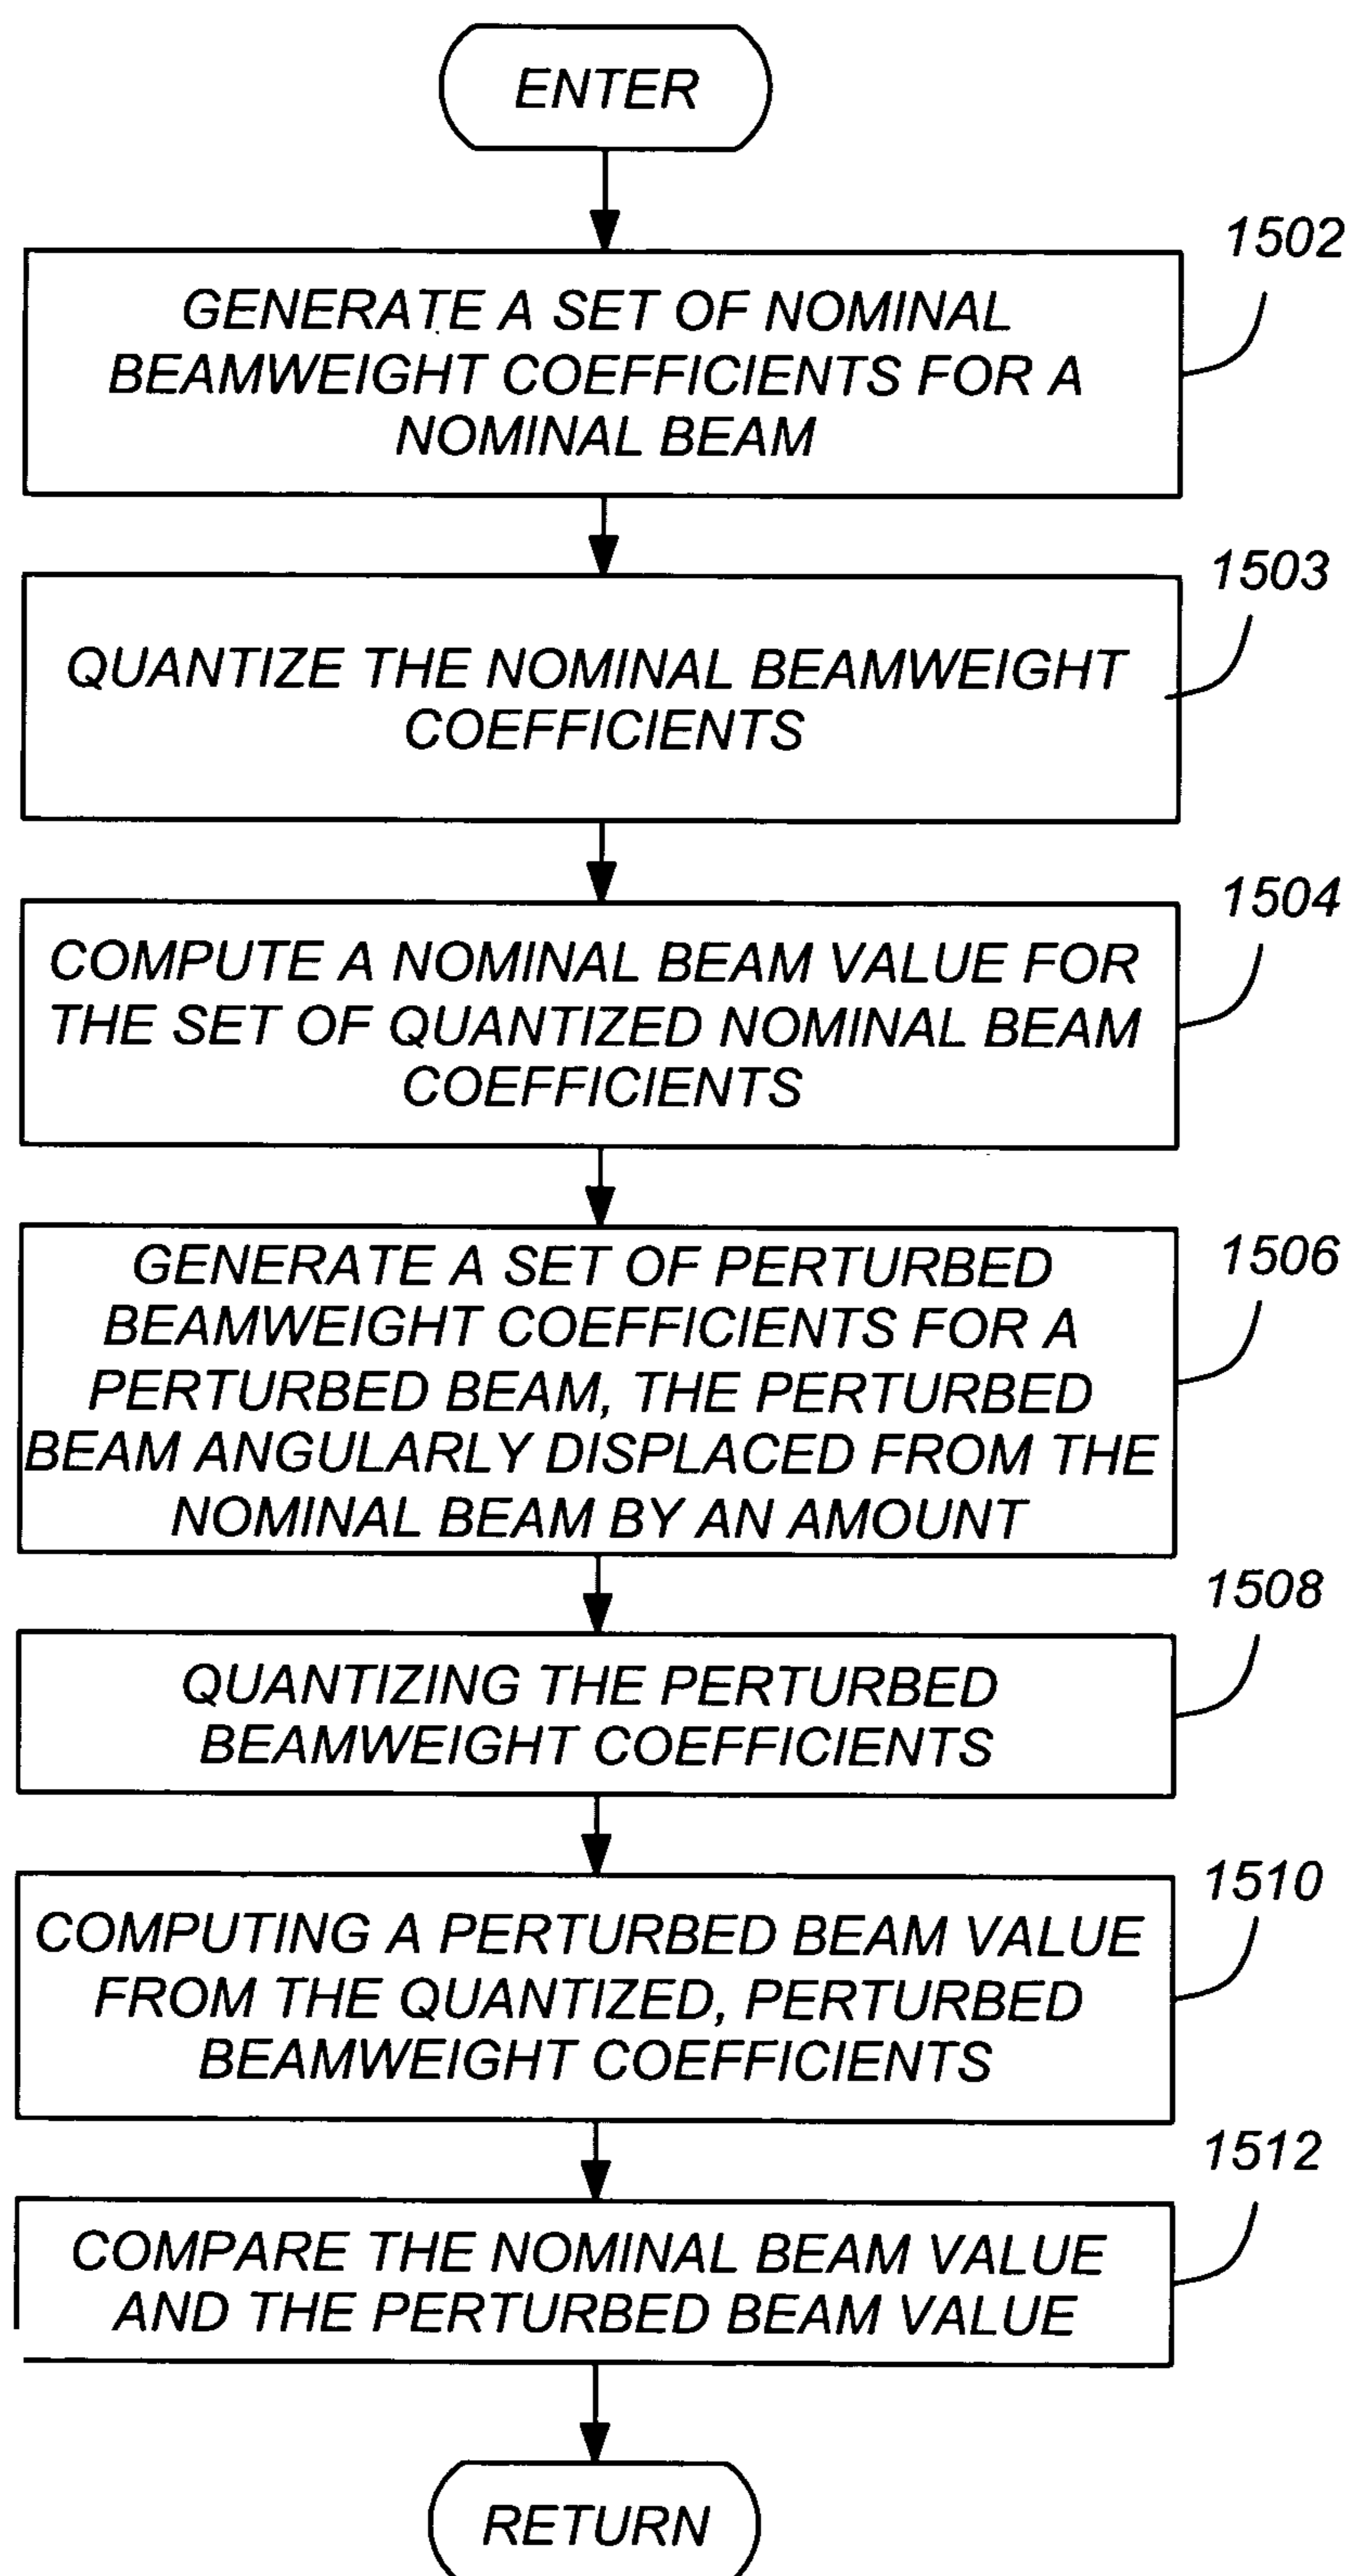 ENTER
1502
GENERATE A SET OF NOMINAL
BEAMWEIGHT COEFFICIENTS FOR A
NOMINAL BEAM
1503
QUANTIZE THE NOMINAL BEAMWEIGHT
COEFFICIENTS
1504
COMPUTE A NOMINAL BEAM VALUE FOR
THE SET OF QUANTIZED NOMINAL BEAM
COEFFICIENTS
1506
GENERATE A SET OF PERTURBED
BEAMWEIGHT COEFFICIENTS FOR A
PERTURBED BEAM, THE PERTURBED
BEAM ANGULARLY DISPLACED FROM THE
NOMINAL BEAM BY AN AMOUNT
1508
QUANTIZING THE PERTURBED
BEAMWEIGHT COEFFICIENTS
1510
COMPUTING A PERTURBED BEAM VALUE
FROM THE QUANTIZED, PERTURBED
BEAMWEIGHT COEFFICIENTS
1512
COMPARE THE NOMINAL BEAM VALUE
AND THE PERTURBED BEAM VALUE
RETURN